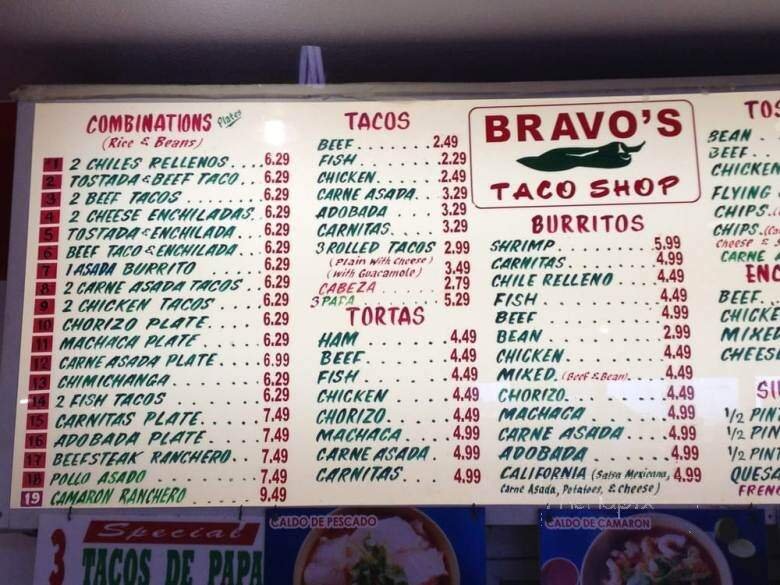 COMBINATIONS Plates
(Rice & Beans)
#1 2 CHILES RELLENOS....6.29
2 TOSTADA & BEEF TACO...6.29
3 2 BEEF TACOS ........6.29
4 2 CHEESE ENCHILADAS.6.29
5 TOSTADA & ENCHILADA...6.29
6 BEEF TACO & ENCHILADA...6.29
7 1 ASADA BURRITO ......6.29
8 2 CARNE ASADA TACOS...6.29
9 2 CHICKEN TACOS .....6.29
10 CHORIZO PLATE.......6.29
11 MACHACA PLATE.......6.29
12 CARNE ASADA PLATE....6.99
13 CHIMICHANGA.........6.29
14 2 FISH TACOS .........6.29
15 CARNITAS PLATE.......7.49
16 ADOBADA PLATE.......7.49
17 BEEFSTEAK RANCHERO..7.49
18 POLLO ASADO .........7.49
19 CAMARON RANCHERO .....9.49
TACOS
BEEF........2.49
FISH........2.29
CHICKEN.....2.49
CARNE ASADA..3.29
ADOBADA .....3.29
CARNITAS.....3.29
3 ROLLED TACOS 2.99
(Plain With Cheese)
(With Guacamole) 3.49
CABEZA ......2.79
3 PAPA .......5.29
TORTAS
HAM ........4.49
BEEF........4.49
FISH........4.49
CHICKEN .....4.49
CHORIZO.....4.99
MACHACA.....4.99
CARNE ASADA..4.99
CARNITAS.....4.99
BRAVO'S
TACO SHOP
BURRITOS
SHRIMP..........5.99
CARNITAS........4.99
CHILE RELLENO ....4.49
FISH............4.49
BEEF............4.99
BEAN ...........2.99
CHICKEN.........4.49
MIXED. (Beef & Bean)....4.49
CHORIZO.........4.49
MACHACA ........4.99
CARNE ASADA .....4.99
ADOBADA........4.99
CALIFORNIA (Salsa Mexicana, 4.99
Carne Asada, Potatoes, & Cheese)
TOS
BEAN
BEEF
CHICKEN
FLYING
CHIPS
CHIPS
Cheese &
CARNE A
ENC
BEEF
CHICKE
MIXED
CHEES
SI
1/2 PIN
1/2 PIN
1/2 PINT
QUESA
FRENC
Special
3 TACOS DE PAPA
CALDO DE PESCADO
CALDO DE CAMARON
menupix